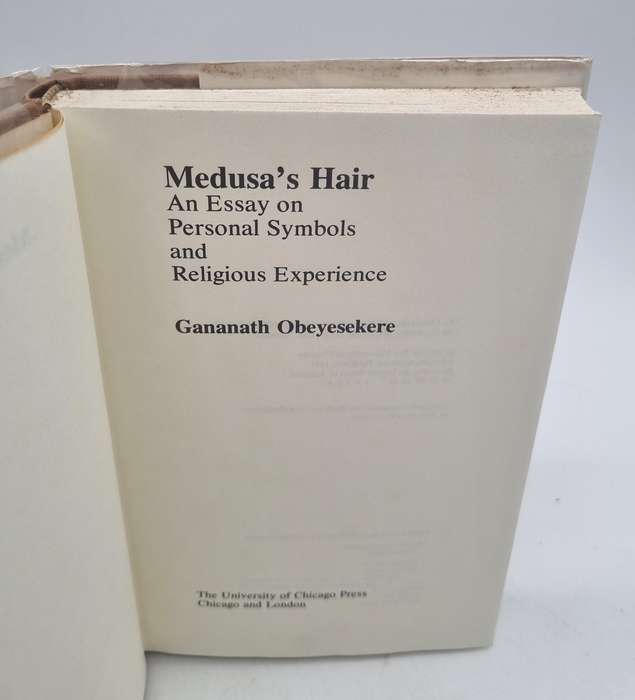 Medusa's Hair
An Essay on
Personal Symbols
and
Religious Experience
Gananath Obeyesekere
The University of Chicago Press
Chicago and London